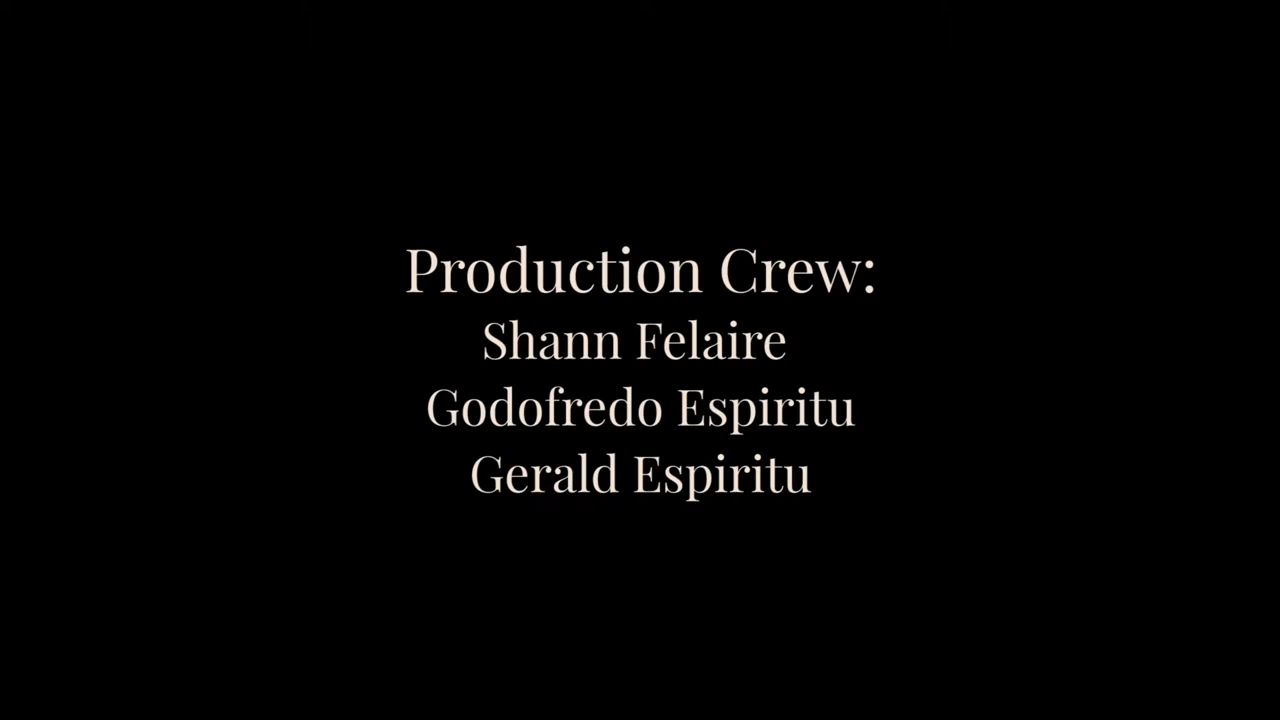 Production Crew:
Shann Felaire
Godofredo Espiritu
Gerald Espiritu